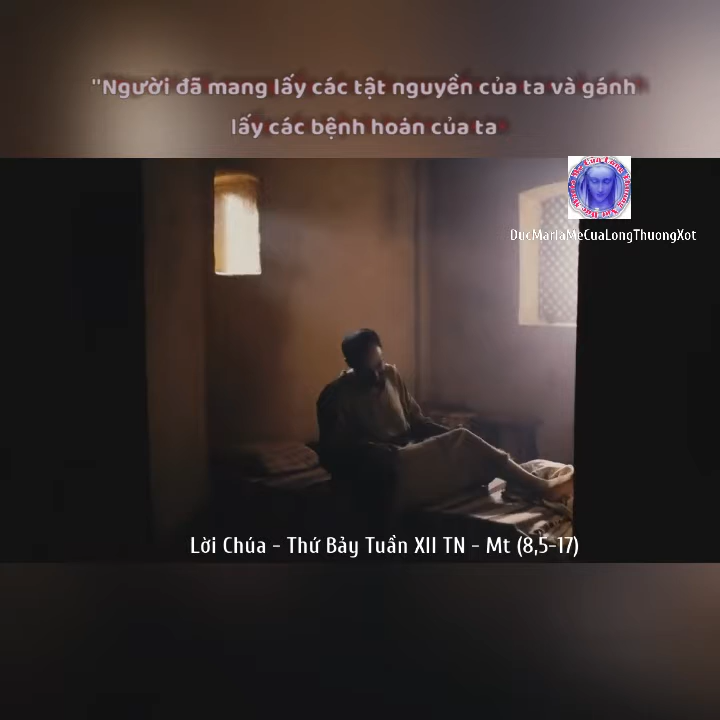 "Người đã mang lấy các tật nguyền của ta và gánh
lấy các bệnh hoạn của ta"
DucMariaMeCuaLongThuongXot
Lời Chúa - Thứ Bảy Tuần XII TN - Mt (8,5-17)